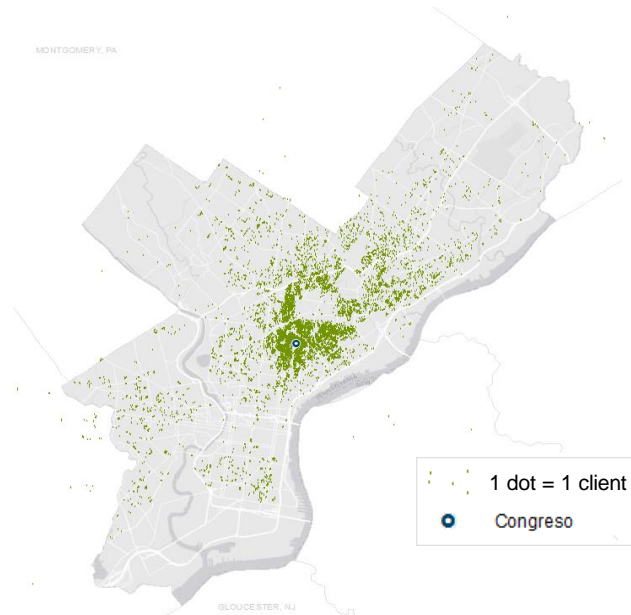 MONTGOMERY, PA
1 dot = 1 client
Congreso
GLOUCESTER, NJ